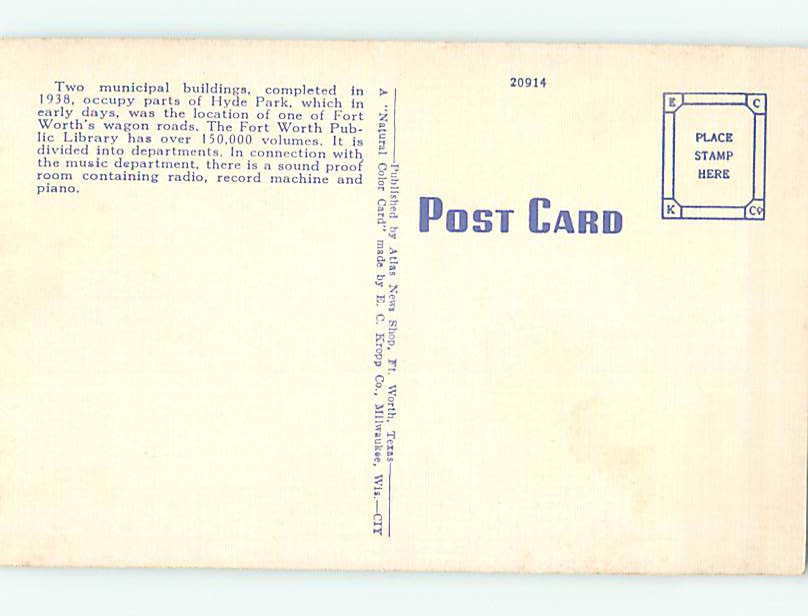 Two municipal buildings, completed in
1938, occupy parts of Hyde Park, which in
early days, was the location of one of Fort
Worth's wagon roads. The Fort Worth Pub-
lic Library has over 150,000 volumes. It is
divided into departments. In connection with
the music department, there is a sound proof
room containing radio, record machine and
piano.
—Published by Atlas News Shop, Ft. Worth, Texas—
A "Natural Color Card" made by E. C. Kropp Co., Milwaukee, Wis.—CIY
20914
POST CARD
E C
PLACE
STAMP
HERE
K Co